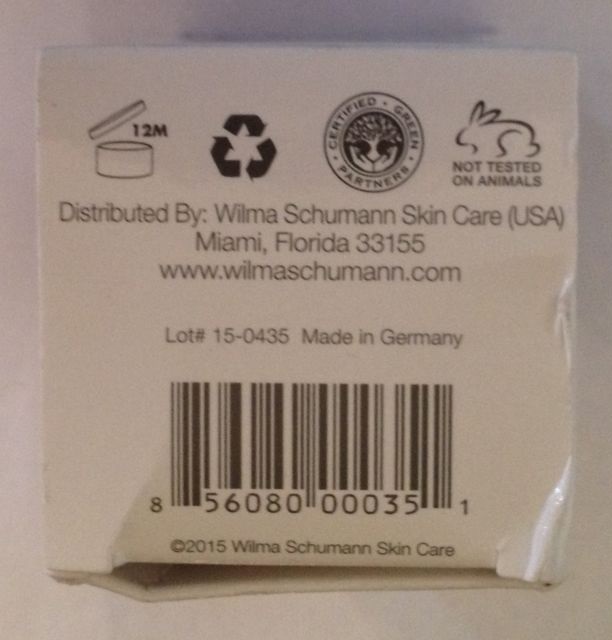 12M
CERTIFIED • GREEN • PARTNERS •
NOT TESTED
ON ANIMALS
Distributed By: Wilma Schumann Skin Care (USA)
Miami, Florida 33155
www.wilmaschumann.com
Lot# 15-0435 Made in Germany
8 56080 00035 1
©2015 Wilma Schumann Skin Care